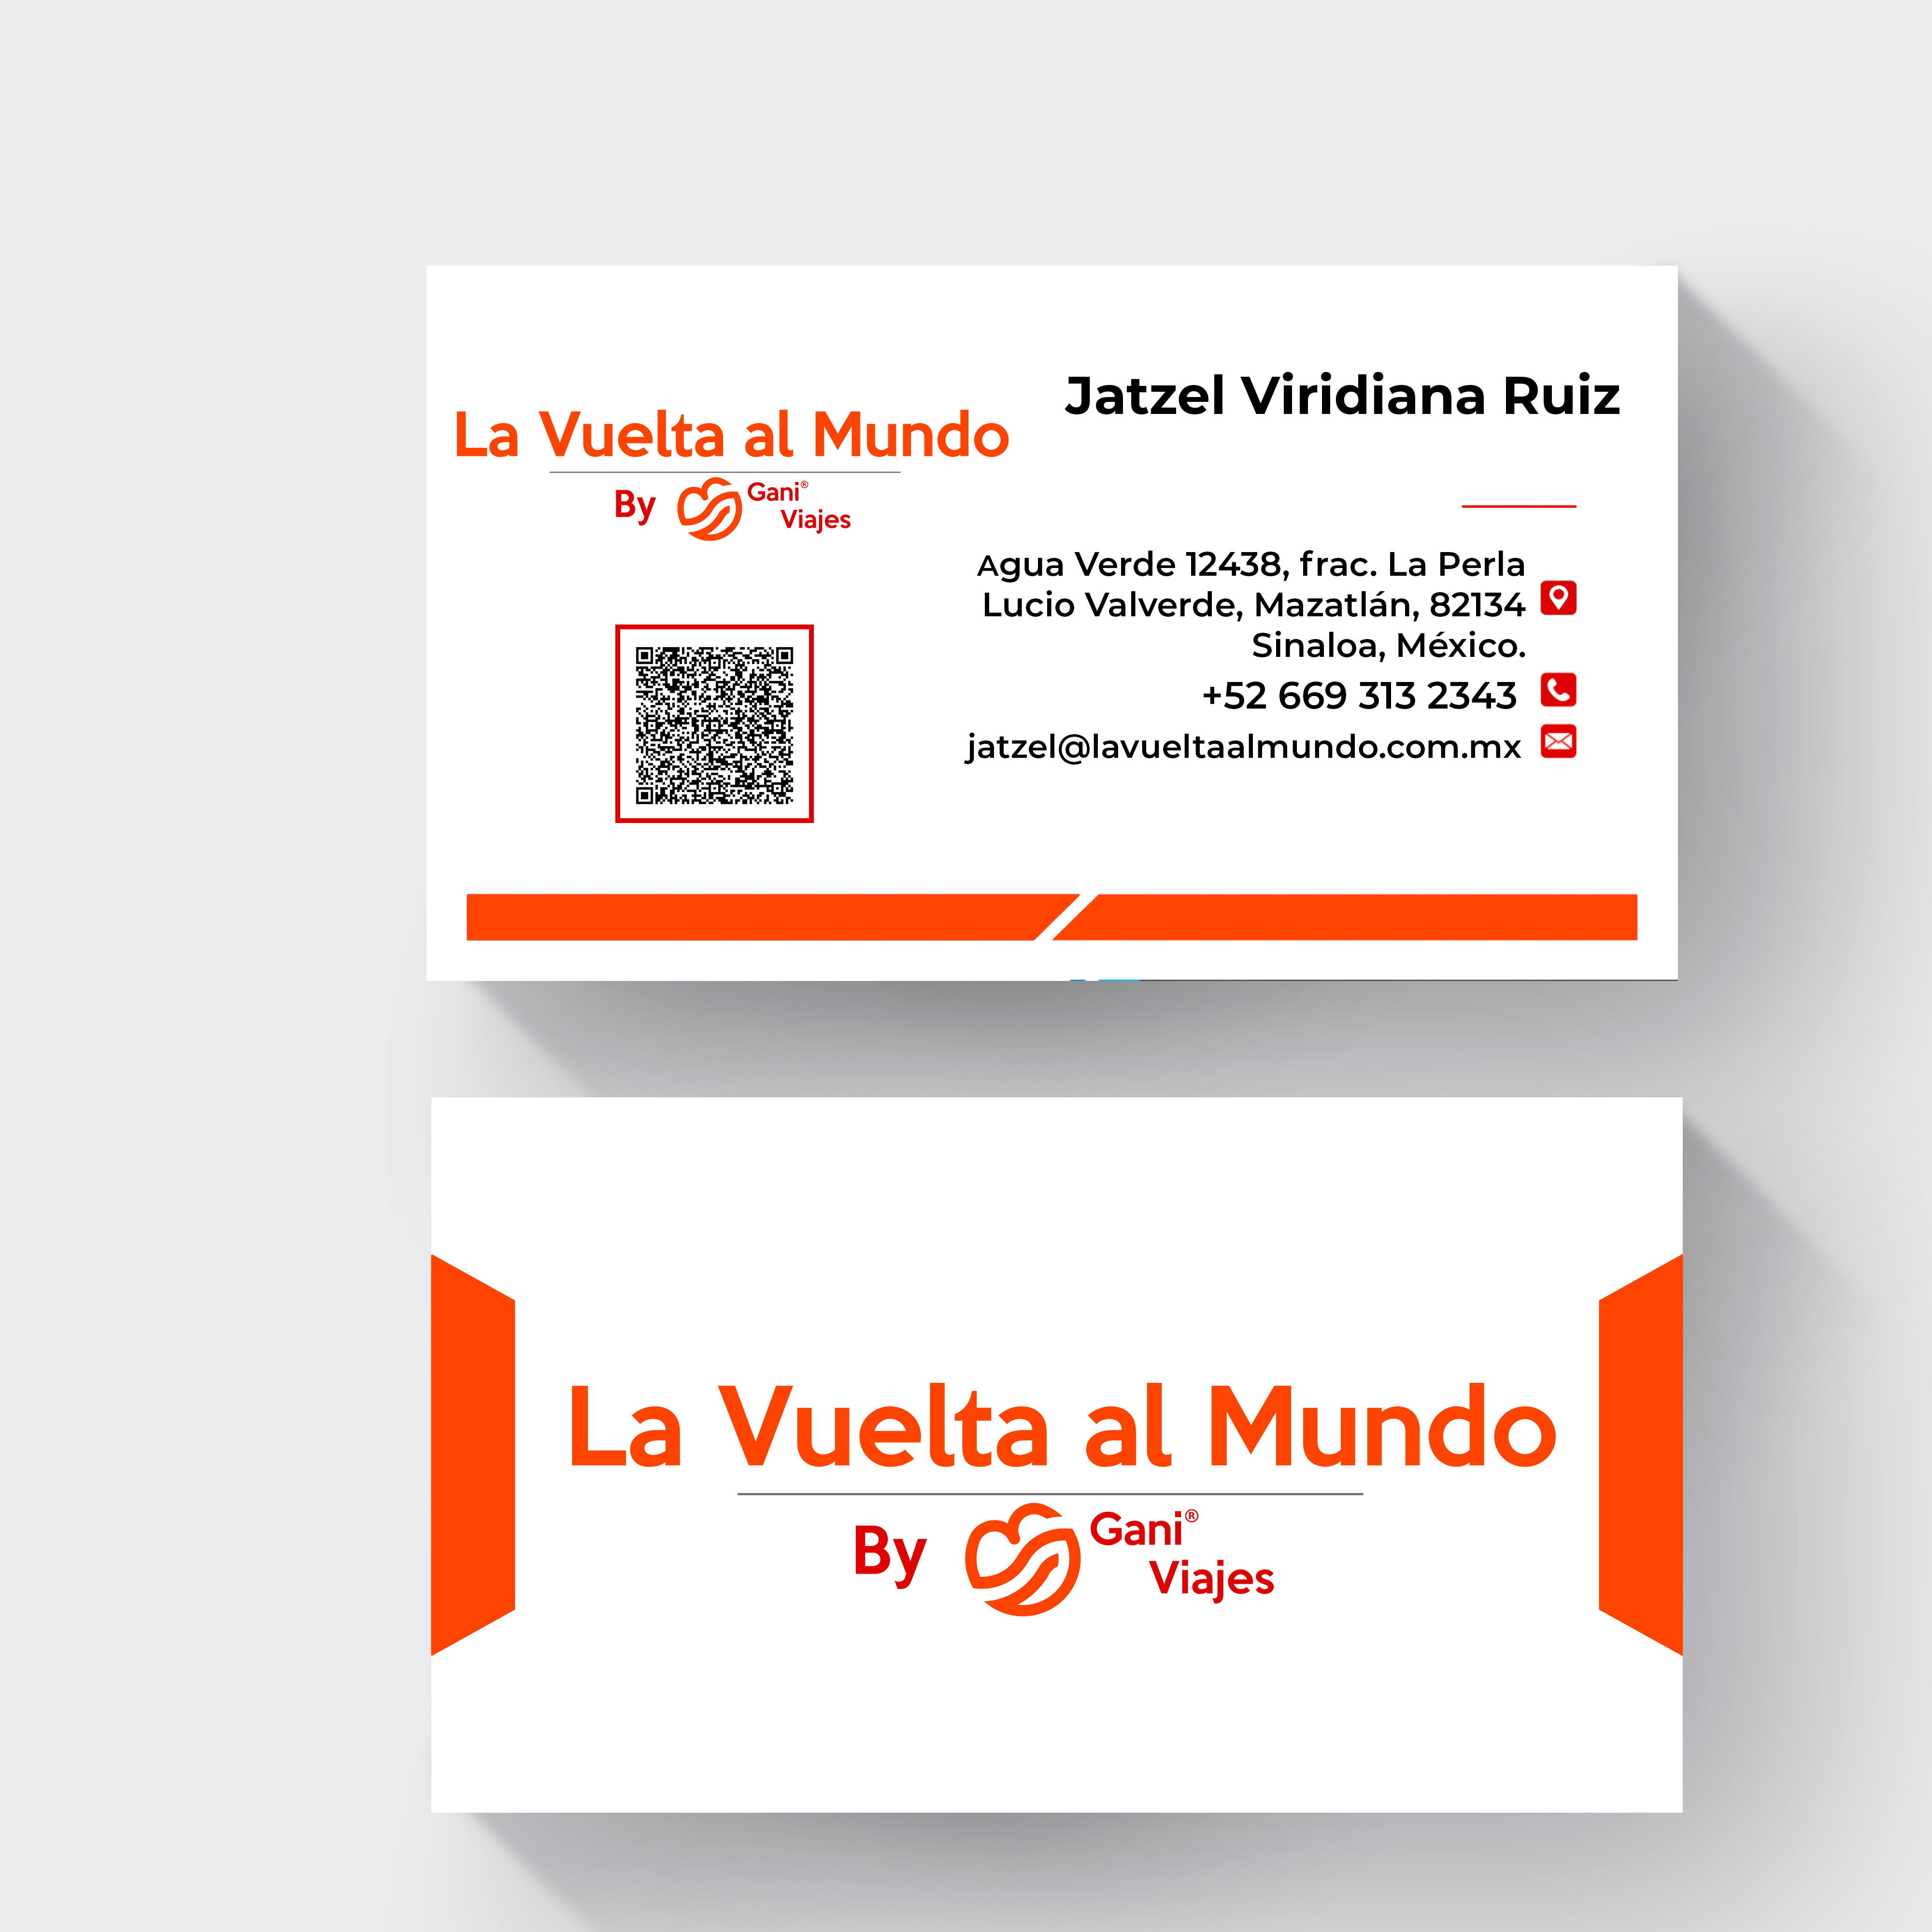 La Vuelta al Mundo
By Gani®
Viajes
Jatzel Viridiana Ruiz
Agua Verde 12438, frac. La Perla
Lucio Valverde, Mazatlán, 82134
Sinaloa, México.
+52 669 313 2343
jatzel@lavueltaalmundo.com.mx
La Vuelta al Mundo
By Gani®
Viajes